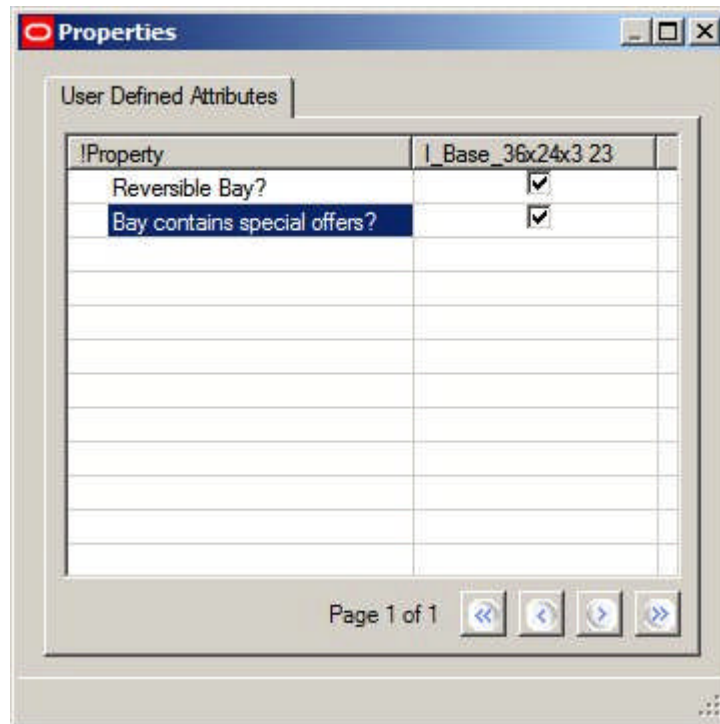 Properties
User Defined Attributes
!Property I_Base_36x24x3 23
Reversible Bay?
Bay contains special offers?
Page 1 of 1